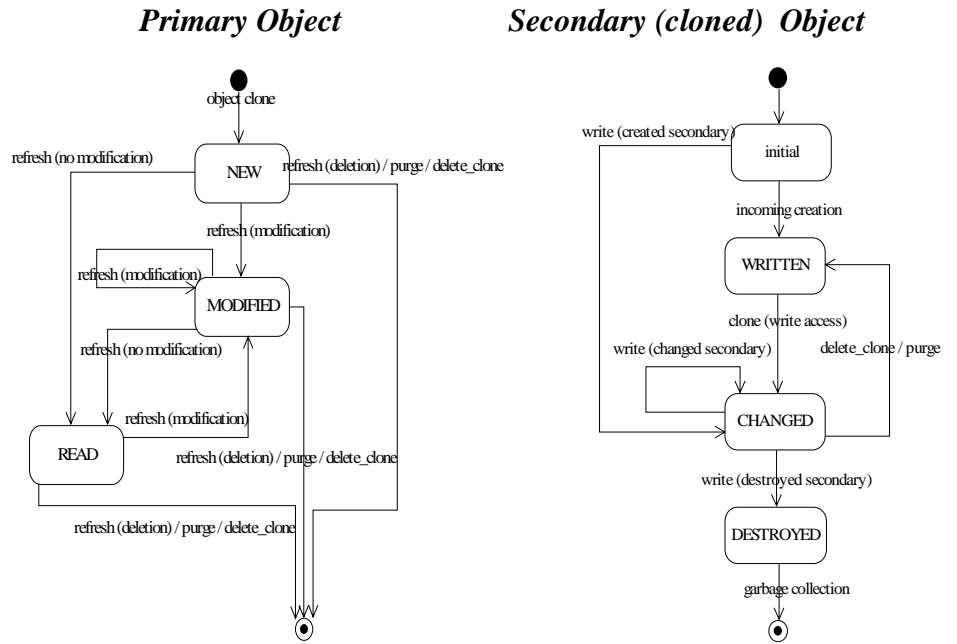 Primary Object
object clone
refresh (no modification)
refresh (deletion) / purge / delete_clone
NEW
refresh (modification)
refresh (modification)
MODIFIED
refresh (no modification)
refresh (modification)
READ
refresh (deletion) / purge / delete_clone
refresh (deletion) / purge / delete_clone
Secondary (cloned) Object
write (created secondary)
initial
incoming creation
WRITTEN
clone (write access)
write (changed secondary)
delete_clone / purge
CHANGED
write (destroyed secondary)
DESTROYED
garbage collection